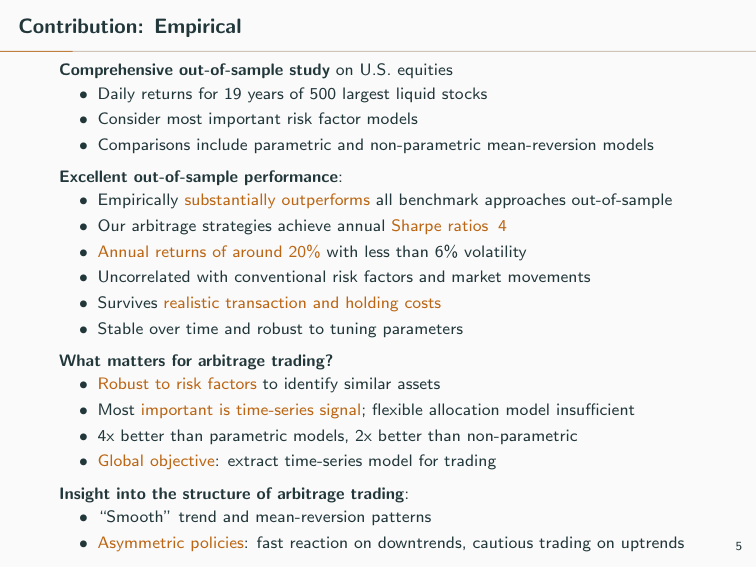 Contribution: Empirical
Comprehensive out-of-sample study on U.S. equities
• Daily returns for 19 years of 500 largest liquid stocks
• Consider most important risk factor models
• Comparisons include parametric and non-parametric mean-reversion models
Excellent out-of-sample performance:
• Empirically substantially outperforms all benchmark approaches out-of-sample
• Our arbitrage strategies achieve annual Sharpe ratios 4
• Annual returns of around 20% with less than 6% volatility
• Uncorrelated with conventional risk factors and market movements
• Survives realistic transaction and holding costs
• Stable over time and robust to tuning parameters
What matters for arbitrage trading?
• Robust to risk factors to identify similar assets
• Most important is time-series signal; flexible allocation model insufficient
• 4x better than parametric models, 2x better than non-parametric
• Global objective: extract time-series model for trading
Insight into the structure of arbitrage trading:
• “Smooth” trend and mean-reversion patterns
• Asymmetric policies: fast reaction on downtrends, cautious trading on uptrends
5